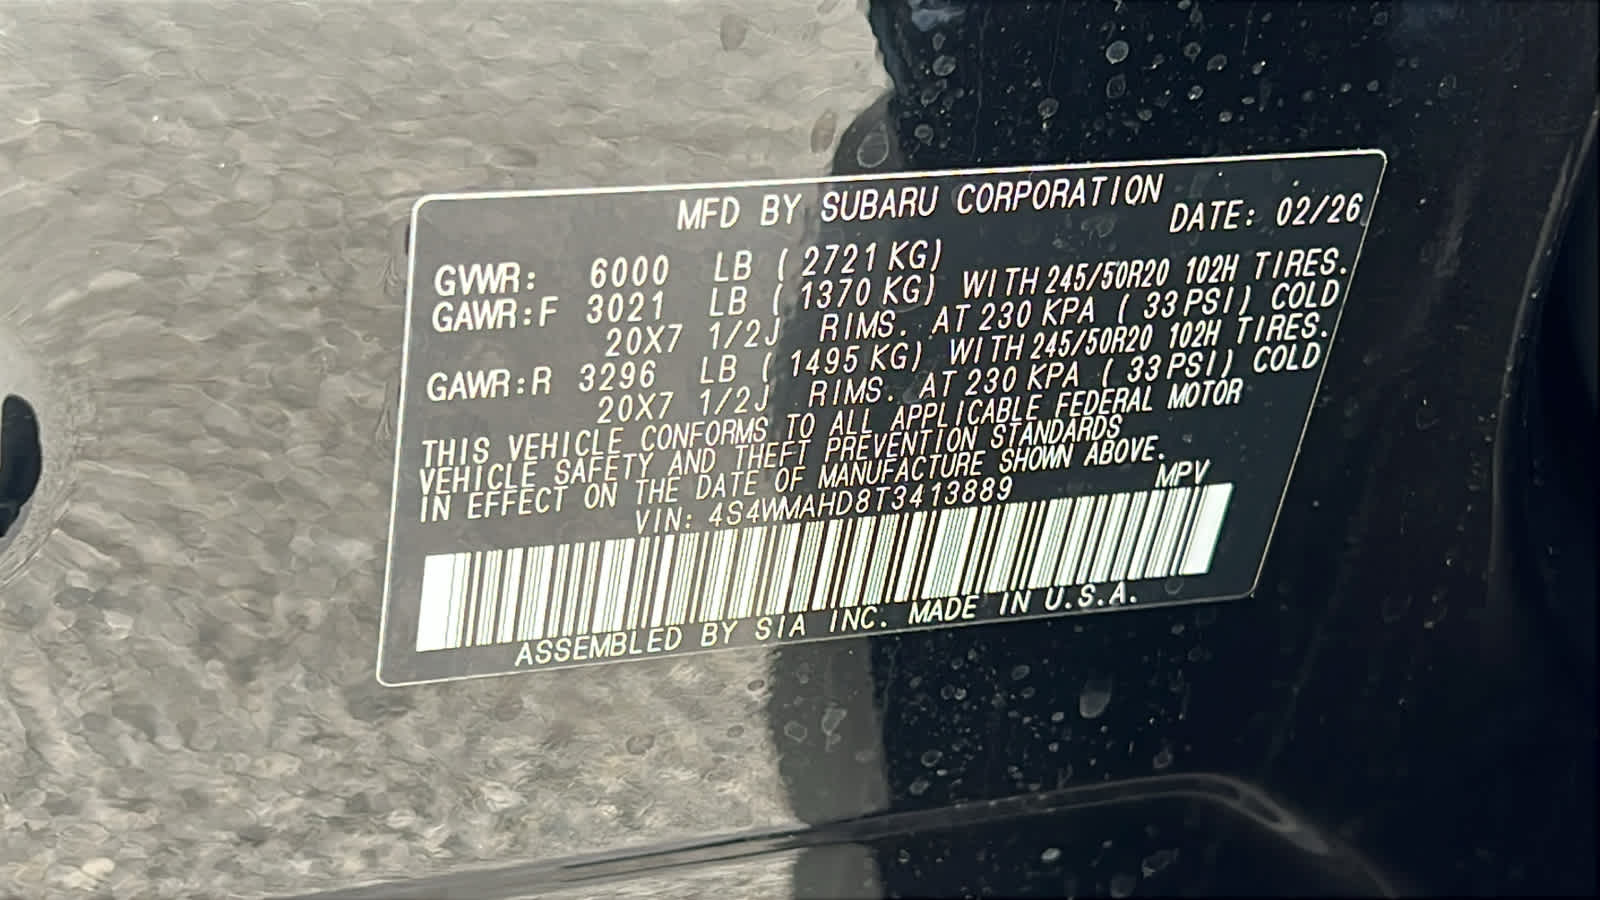 MFD BY SUBARU CORPORATION
DATE: 02/26
GVWR: 6000 LB ( 2721 KG)
GAWR:F 3021 LB ( 1370 KG) WITH 245/50R20 102H TIRES.
20X7 1/2J RIMS. AT 230 KPA ( 33 PSI) COLD
GAWR:R 3296 LB ( 1495 KG) WITH 245/50R20 102H TIRES.
20X7 1/2J RIMS. AT 230 KPA ( 33 PSI) COLD
THIS VEHICLE CONFORMS TO ALL APPLICABLE FEDERAL MOTOR
VEHICLE SAFETY AND THEFT PREVENTION STANDARDS
IN EFFECT ON THE DATE OF MANUFACTURE SHOWN ABOVE.
VIN: 4S4WMAHD8T3413889 MPV
ASSEMBLED BY SIA INC. MADE IN U.S.A.